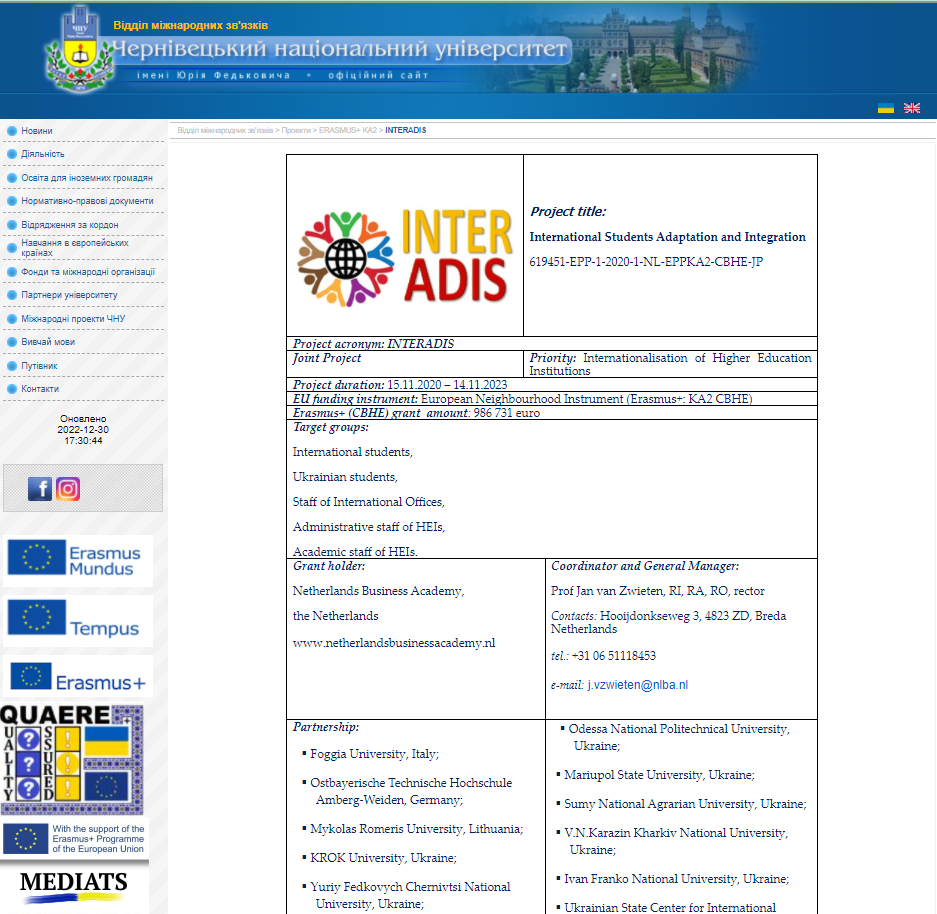 Відділ міжнародних зв'язків
ЧНУ
Чернівецький національний університет
імені Юрія Федьковича • офіційний сайт
Відділ міжнародних зв'язків > Проекти > ERASMUS+ КА2 > INTERADIS
Новини
Діяльність
Освіта для іноземних громадян
Нормативно-правові документи
Відрядження за кордон
Навчання в європейських
країнах
Фонди та міжнародні організації
Партнери університету
Міжнародні проекти ЧНУ
Вивчай мови
Путівник
Контакти
Оновлено
2022-12-30
17:30:44
Erasmus
Mundus
Tempus
Erasmus+
QUAERE
QUALITY
ASSURED
With the support of the
Erasmus+ Programme
of the European Union
MEDIATS
INTER
ADIS
Project title:
International Students Adaptation and Integration
619451-EPP-1-2020-1-NL-EPPKA2-CBHE-JP
Project acronym: INTERADIS
Joint Project
Priority: Internationalisation of Higher Education
Institutions
Project duration: 15.11.2020 – 14.11.2023
EU funding instrument: European Neighbourhood Instrument (Erasmus+: KA2 CBHE)
Erasmus+ (CBHE) grant amount: 986 731 euro
Target groups:
International students,
Ukrainian students,
Staff of International Offices,
Administrative staff of HEIs,
Academic staff of HEIs.
Grant holder:
Netherlands Business Academy,
the Netherlands
www.netherlandsbusinessacademy.nl
Coordinator and General Manager:
Prof Jan van Zwieten, RI, RA, RO, rector
Contacts: Hooijdonkseweg 3, 4823 ZD, Breda
Netherlands
tel.: +31 06 51118453
e-mail: j.vzwieten@nlba.nl
Partnership:
▪ Foggia University, Italy;
▪ Ostbayerische Technische Hochschule
Amberg-Weiden, Germany;
▪ Mykolas Romeris University, Lithuania;
▪ KROK University, Ukraine;
▪ Yuriy Fedkovych Chernivtsi National
University, Ukraine;
▪ Odessa National Politechnical University,
Ukraine;
▪ Mariupol State University, Ukraine;
▪ Sumy National Agrarian University, Ukraine;
▪ V.N.Karazin Kharkiv National University,
Ukraine;
▪ Ivan Franko National University, Ukraine;
▪ Ukrainian State Center for International